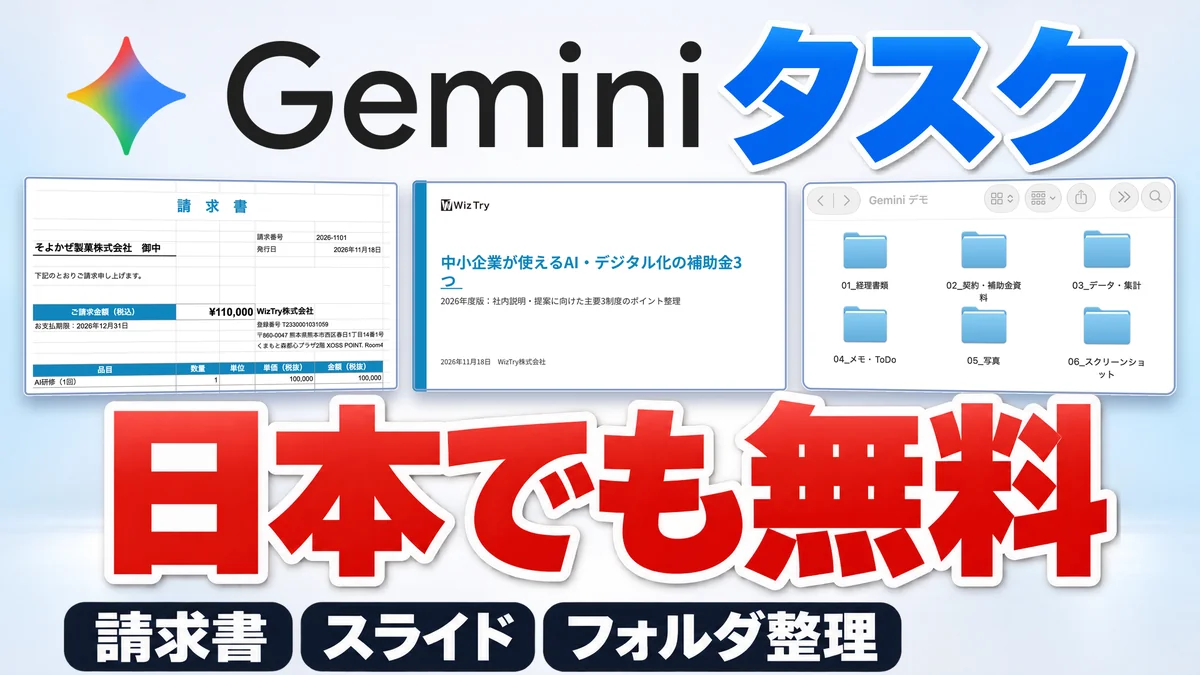 Gemini タスク
請求書
請求番号 2026-1101
そよかぜ製菓株式会社 御中
発行日 2026年11月18日
下記のとおりご請求申し上げます。
ご請求金額（税込） ¥110,000
WizTry株式会社
お支払期限：2026年12月31日
登録番号 T2330001031059
〒860-0047 熊本県熊本市西区春日1丁目14番1号
くまもと森都心プラザ2階 XOSS POINT. Room4
品目 数量 単位 単価（税抜） 金額（税抜）
AI研修（1回） 1 100,000 100,000
WizTry
中小企業が使えるAI・デジタル化の補助金3
つ
2026年度版：社内説明・提案に向けた主要3制度のポイント整理
2026年11月18日 WizTry株式会社
Gemini デモ
01_経理書類
02_契約・補助金資
料
03_データ・集計
04_メモ・ToDo
05_写真
06_スクリーンショ
ット
日本でも無料
請求書 スライド フォルダ整理